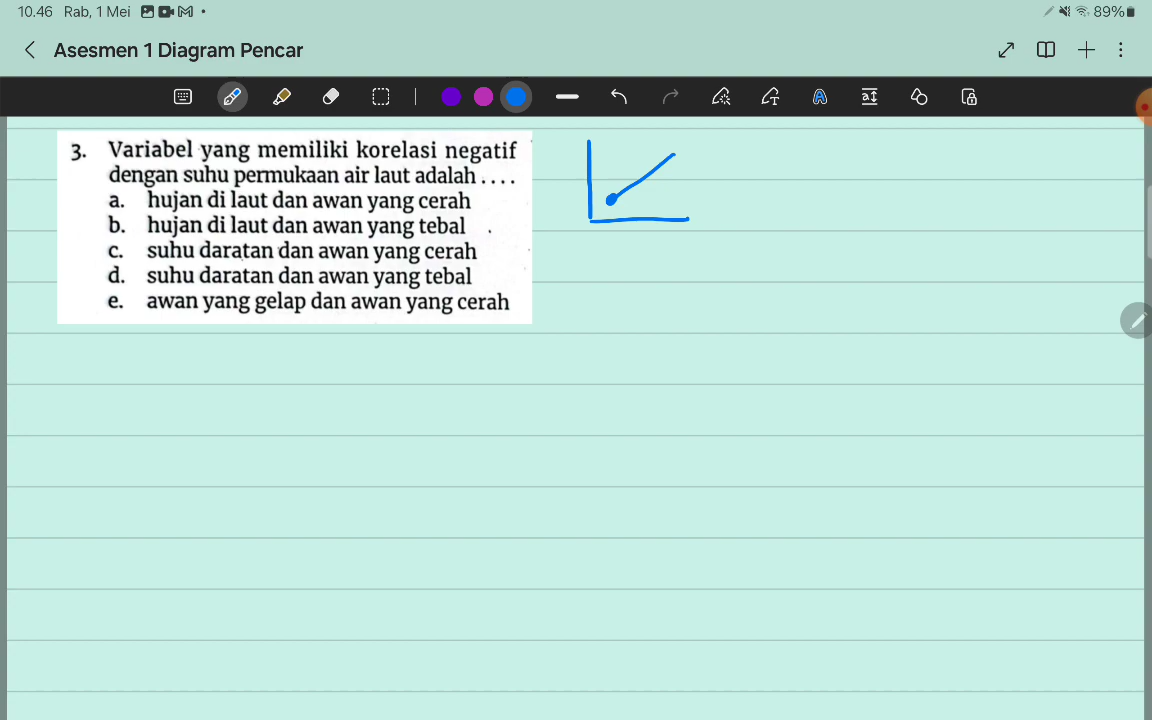 10.46 Rab, 1 Mei
89%
Asesmen 1 Diagram Pencar
3. Variabel yang memiliki korelasi negatif
dengan suhu permukaan air laut adalah . . . .
a. hujan di laut dan awan yang cerah
b. hujan di laut dan awan yang tebal
c. suhu daratan dan awan yang cerah
d. suhu daratan dan awan yang tebal
e. awan yang gelap dan awan yang cerah